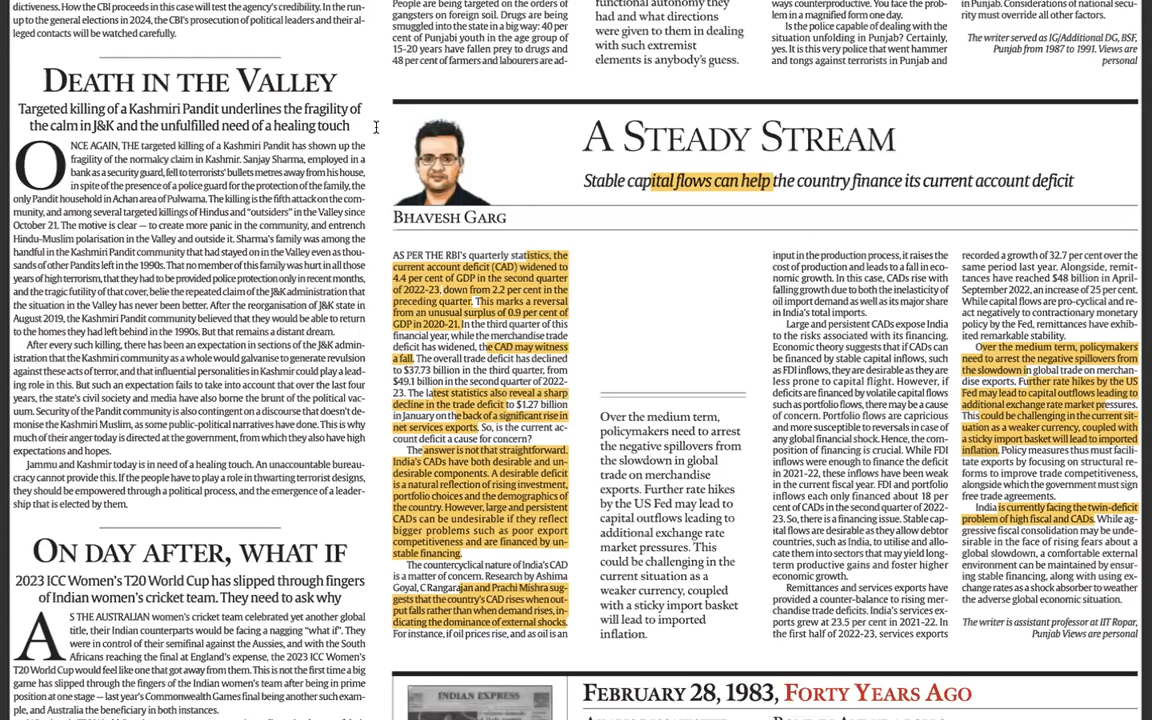 dictiveness. How the CBI proceeds in this case will test the agency's credibility. In the run-
up to the general elections in 2024, the CBI's prosecution of political leaders and their al-
leged contacts will be watched carefully.
DEATH IN THE VALLEY
Targeted killing of a Kashmiri Pandit underlines the fragility of
the calm in J&K and the unfulfilled need of a healing touch
ONCE AGAIN, THE targeted killing of a Kashmiri Pandit has shown up the
fragility of the normalcy claim in Kashmir. Sanjay Sharma, employed in a
bank as a security guard, fell to terrorists' bullets metres away from his house,
in spite of the presence of a police guard for the protection of the family, the
only Pandit household in Achan area of Pulwama. The killing is the fifth attack on the com-
munity, and among several targeted killings of Hindus and "outsiders" in the Valley since
October 21. The motive is clear — to create more panic in the community, and entrench
Hindu-Muslim polarisation in the Valley and outside it. Sharma's family was among the
handful in the Kashmiri Pandit community that had stayed on in the Valley even as thou-
sands of other Pandits left in the 1990s. That no member of this family was hurt in all those
years of high terrorism, that they had to be provided police protection only in recent months,
and the tragic futility of that cover, belie the repeated claim of the J&K administration that
the situation in the Valley has never been better. After the reorganisation of J&K state in
August 2019, the Kashmiri Pandit community believed that they would be able to return
to the homes they had left behind in the 1990s. But that remains a distant dream.
After every such killing, there has been an expectation in sections of the J&K admin-
istration that the Kashmiri community as a whole would galvanise to generate revulsion
against these acts of terror, and that influential personalities in Kashmir could play a lead-
ing role in this. But such an expectation fails to take into account that over the last four
years, the state's civil society and media have also borne the brunt of the political vac-
uum. Security of the Pandit community is also contingent on a discourse that doesn't de-
monise the Kashmiri Muslim, as some public-political narratives have done. This is why
much of their anger today is directed at the government, from which they also have high
expectations and hopes.
Jammu and Kashmir today is in need of a healing touch. An unaccountable bureau-
cracy cannot provide this. If the people have to play a role in thwarting terrorist designs,
they should be empowered through a political process, and the emergence of a leader-
ship that is elected by them.
ON DAY AFTER, WHAT IF
2023 ICC Women's T20 World Cup has slipped through fingers
of Indian women's cricket team. They need to ask why
AS THE AUSTRALIAN women's cricket team celebrated yet another global
title, their Indian counterparts would be facing a nagging "what if". They
were in control of their semifinal against the Aussies, and with the South
Africans reaching the final at England's expense, the 2023 ICC Women's
T20 World Cup would feel like one that got away from them. This is not the first time a big
game has slipped through the fingers of the Indian women's team after being in prime
position at one stage — last year's Commonwealth Games final being another such exam-
ple, and Australia the beneficiary in both instances.
People are being targeted on the orders of
gangsters on foreign soil. Drugs are being
smuggled into the state in a big way: 40 per
cent of Punjabi youth in the age group of
15-20 years have fallen prey to drugs and
48 per cent of farmers and labourers are ad-
functional autonomy they
had and what directions
were given to them in dealing
with such extremist
elements is anybody's guess.
ways counterproductive. You face the prob-
lem in a magnified form one day.
Is the police capable of dealing with the
situation unfolding in Punjab? Certainly,
yes. It is this very police that went hammer
and tongs against terrorists in Punjab and
in Punjab. Considerations of national secu-
rity must override all other factors.
The writer served as IG/Additional DG, BSF,
Punjab from 1987 to 1991. Views are
personal
A STEADY STREAM
Stable capital flows can help the country finance its current account deficit
BHAVESH GARG
AS PER THE RBI's quarterly statistics, the
current account deficit (CAD) widened to
4.4 per cent of GDP in the second quarter
of 2022-23, down from 2.2 per cent in the
preceding quarter. This marks a reversal
from an unusual surplus of 0.9 per cent of
GDP in 2020-21. In the third quarter of this
financial year, while the merchandise trade
deficit has widened, the CAD may witness
a fall. The overall trade deficit has declined
to $37.73 billion in the third quarter, from
$49.1 billion in the second quarter of 2022-
23. The latest statistics also reveal a sharp
decline in the trade deficit to $1.27 billion
in January on the back of a significant rise in
net services exports. So, is the current ac-
count deficit a cause for concern?
The answer is not straightforward.
India's CADs have both desirable and un-
desirable components. A desirable deficit
is a natural reflection of rising investment,
portfolio choices and the demographics of
the country. However, large and persistent
CADs can be undesirable if they reflect
bigger problems such as poor export
competitiveness and are financed by un-
stable financing.
The countercyclical nature of India's CAD
is a matter of concern. Research by Ashima
Goyal, C Rangarajan and Prachi Mishra sug-
gests that the country's CAD rises when out-
put falls rather than when demand rises, in-
dicating the dominance of external shocks.
For instance, if oil prices rise, and as oil is an
Over the medium term,
policymakers need to arrest
the negative spillovers from
the slowdown in global
trade on merchandise
exports. Further rate hikes
by the US Fed may lead to
capital outflows leading to
additional exchange rate
market pressures. This
could be challenging in the
current situation as a
weaker currency, coupled
with a sticky import basket
will lead to imported
inflation.
input in the production process, it raises the
cost of production and leads to a fall in eco-
nomic growth. In this case, CADs rise with
falling growth due to both the inelasticity of
oil import demand as well as its major share
in India's total imports.
Large and persistent CADs expose India
to the risks associated with its financing.
Economic theory suggests that if CADs can
be financed by stable capital inflows, such
as FDI inflows, they are desirable as they are
less prone to capital flight. However, if
deficits are financed by volatile capital flows
such as portfolio flows, there may be a cause
of concern. Portfolio flows are capricious
and more susceptible to reversals in case of
any global financial shock. Hence, the com-
position of financing matters. While FDI
inflows were enough to finance the deficit
in 2021-22, these inflows have been weak
in the current fiscal year. FDI and portfolio
inflows each only financed about 18 per
cent of CADs in the second quarter of 2022-
23. So, there is a financing issue. Stable cap-
ital flows are desirable as they allow debtor
countries, such as India, to utilise and allo-
cate them into sectors that may yield long-
term productive gains and foster higher
economic growth.
Remittances and services exports have
provided a counter-balance to rising mer-
chandise trade deficits. India's services ex-
ports grew at 23.5 per cent in 2021-22. In
the first half of 2022-23, services exports
recorded a growth of 32.7 per cent over the
same period last year. Alongside, remit-
tances have reached $48 billion in April-
September 2022, an increase of 25 per cent.
While capital flows are pro-cyclical and re-
act negatively to contractionary monetary
policy by the Fed, remittances have exhib-
ited remarkable stability.
Over the medium term, policymakers
need to arrest the negative spillovers from
the slowdown in global trade on merchan-
dise exports. Further rate hikes by the US
Fed may lead to capital outflows leading to
additional exchange rate market pressures.
This could be challenging in the current sit-
uation as a weaker currency, coupled with
a sticky import basket will lead to imported
inflation. Policy measures thus must facili-
tate exports by focusing on structural re-
forms to improve trade competitiveness,
alongside which the government must sign
free trade agreements.
India is currently facing the twin-deficit
problem of high fiscal and CADs. While ag-
gressive fiscal consolidation may be unde-
sirable in the face of rising fears about a
global slowdown, a comfortable external
environment can be maintained by ensur-
ing stable financing, along with using ex-
change rates as a shock absorber to weather
the adverse global economic situation.
The writer is assistant professor at IIT Ropar,
Punjab Views are personal
INDIAN EXPRESS
FEBRUARY 28, 1983, FORTY YEARS AGO